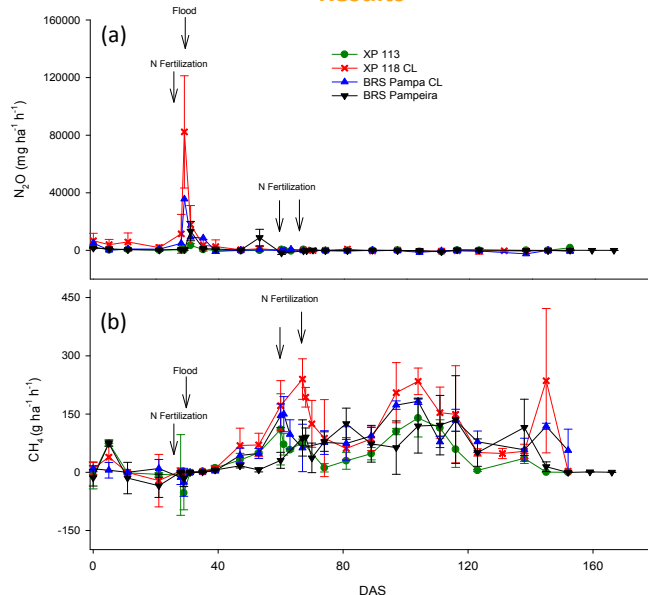 Results
Flood
160000
(a)
XP 113
XP 118 CL
N Fertilization
BRS Pampa CL
120000
BRS Pampeira
N₂O (mg ha⁻¹ h⁻¹)
80000
N Fertilization
40000
0
450
(b)
N Fertilization
300
Flood
CH₄ (g ha⁻¹ h⁻¹)
N Fertilization
150
0
-150
0
40
80
120
160
DAS